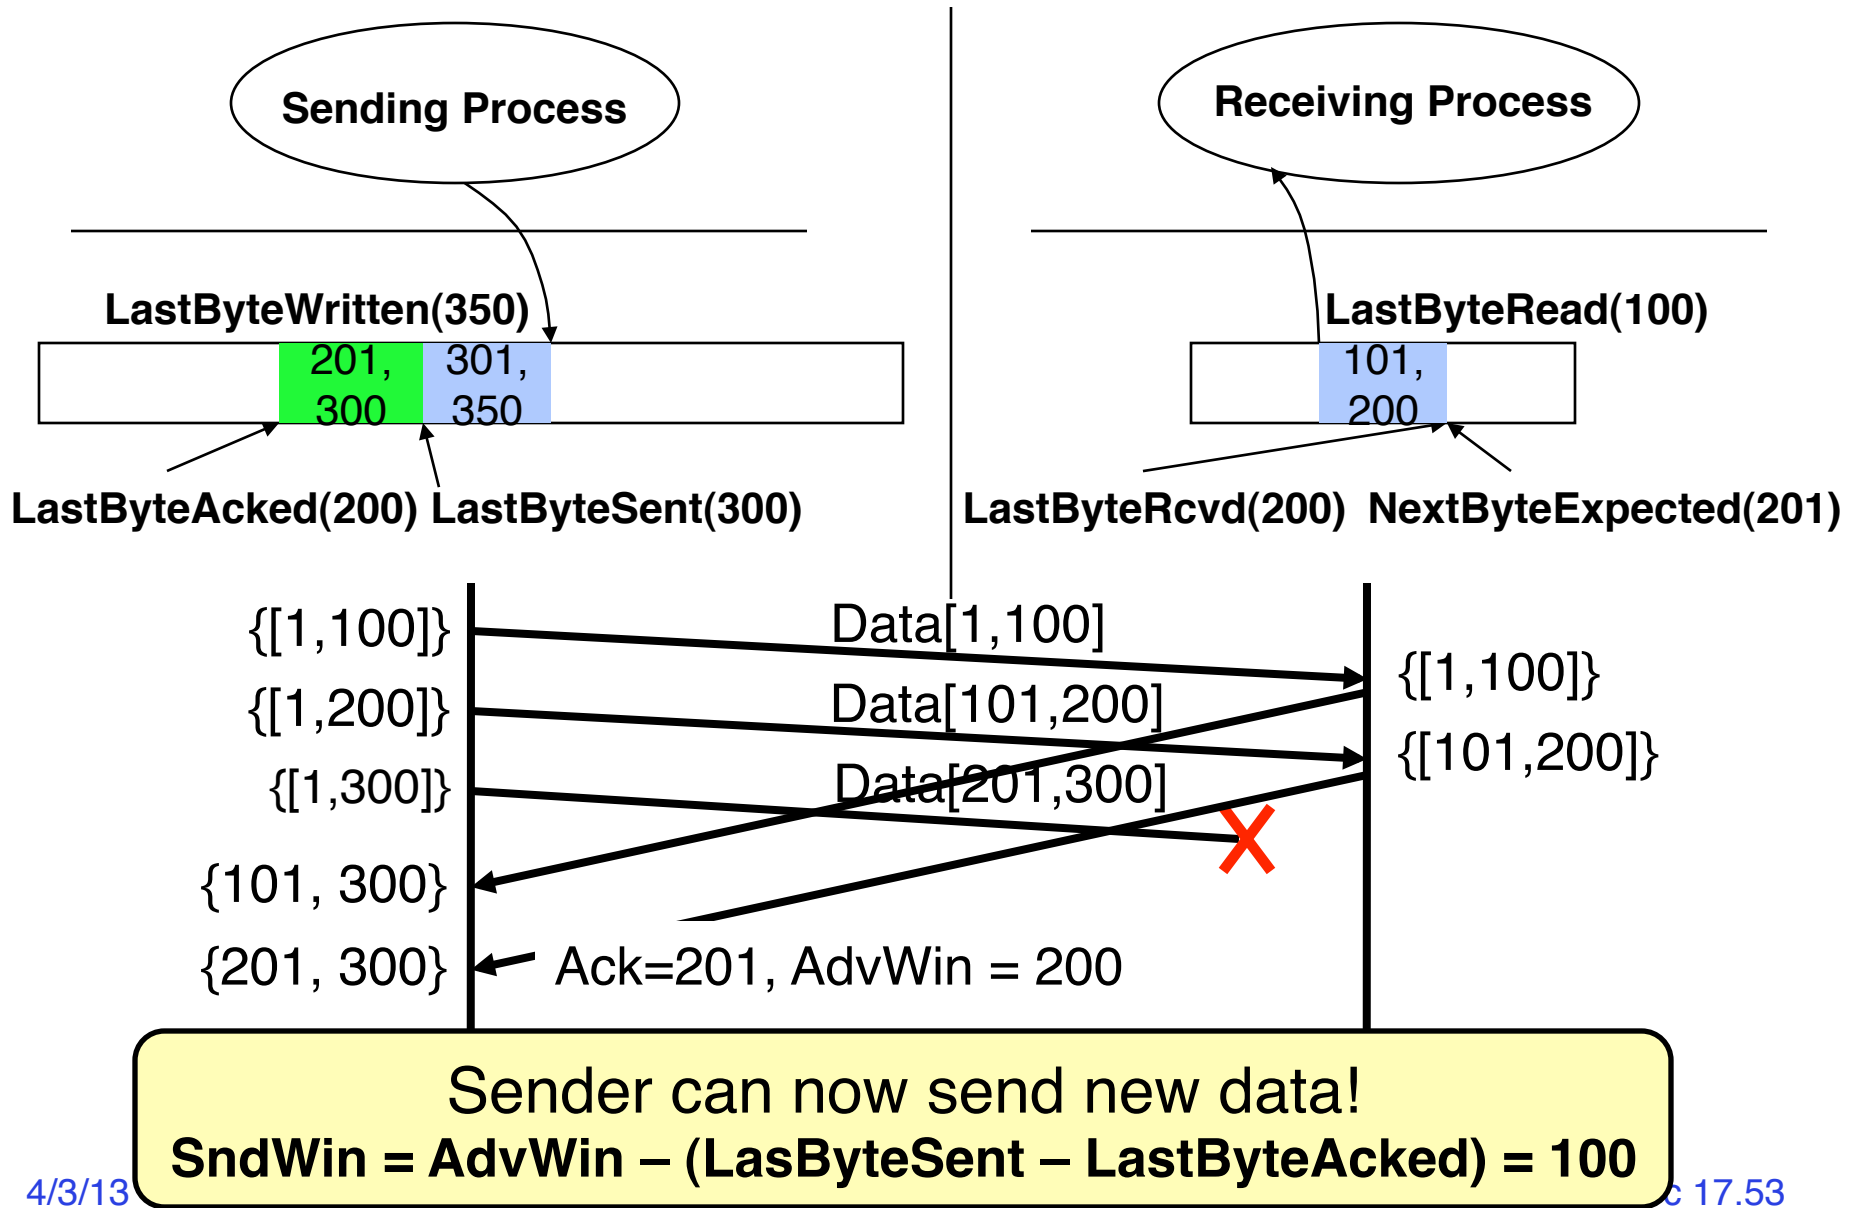 Sending Process
Receiving Process
LastByteWritten(350)
LastByteRead(100)
201,
300
301,
350
101,
200
LastByteAcked(200)
LastByteSent(300)
LastByteRcvd(200)
NextByteExpected(201)
{[1,100]}
Data[1,100]
{[1,100]}
{[1,200]}
Data[101,200]
{[101,200]}
{[1,300]}
Data[201,300]
{101, 300}
{201, 300}
Ack=201, AdvWin = 200
Sender can now send new data!
SndWin = AdvWin – (LasByteSent – LastByteAcked) = 100
4/3/13
c 17.53